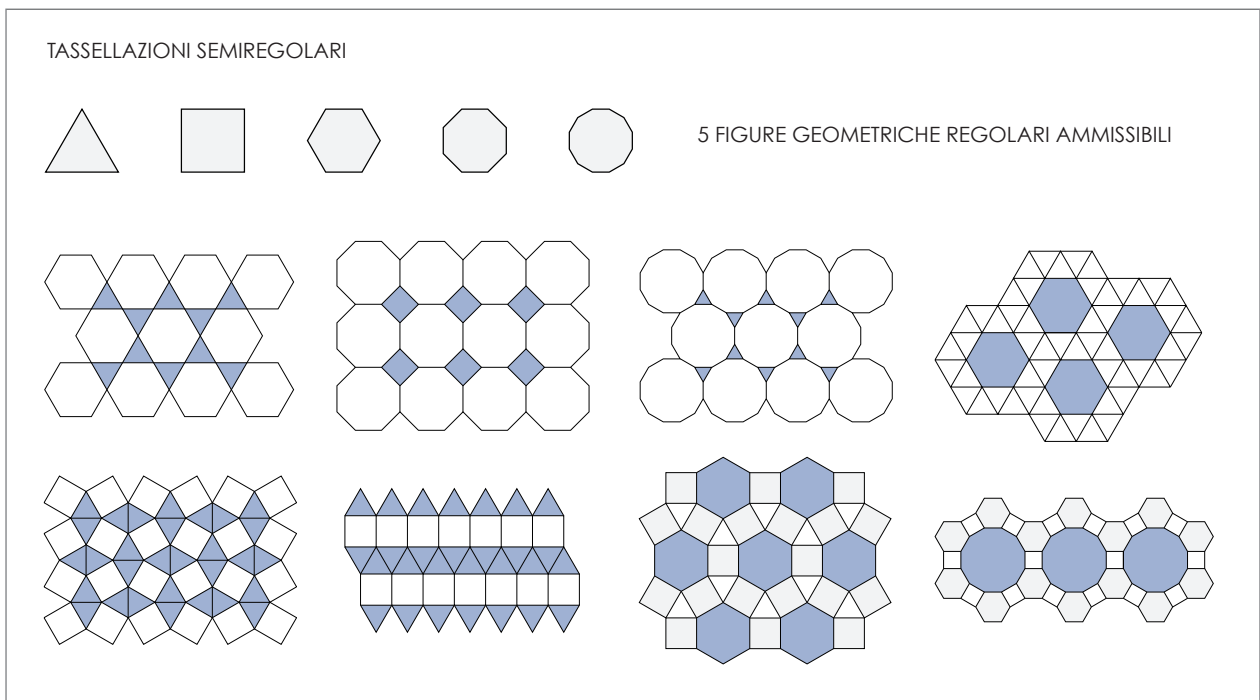 TASSELLAZIONI SEMIREGOLARI
5 FIGURE GEOMETRICHE REGOLARI AMMISSIBILI